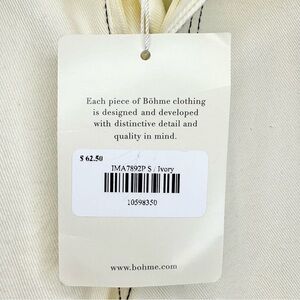 Each piece of Böhme clothing
is designed and developed
with distinctive detail and
quality in mind.
$ 62.50
IMA7892P S / Ivory
10598350
www.bohme.com